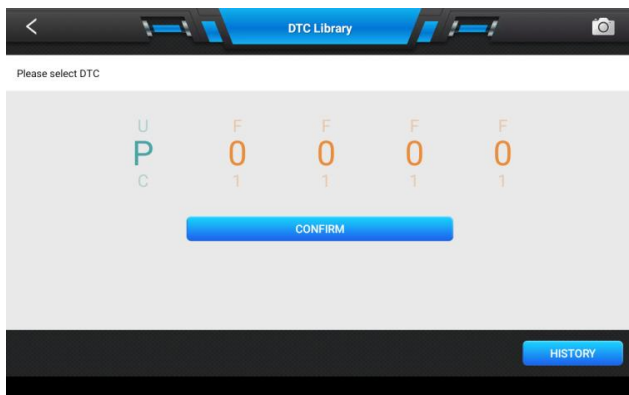 DTC Library
Please select DTC
U F F F F
P 0 0 0 0
C 1 1 1 1
CONFIRM
HISTORY